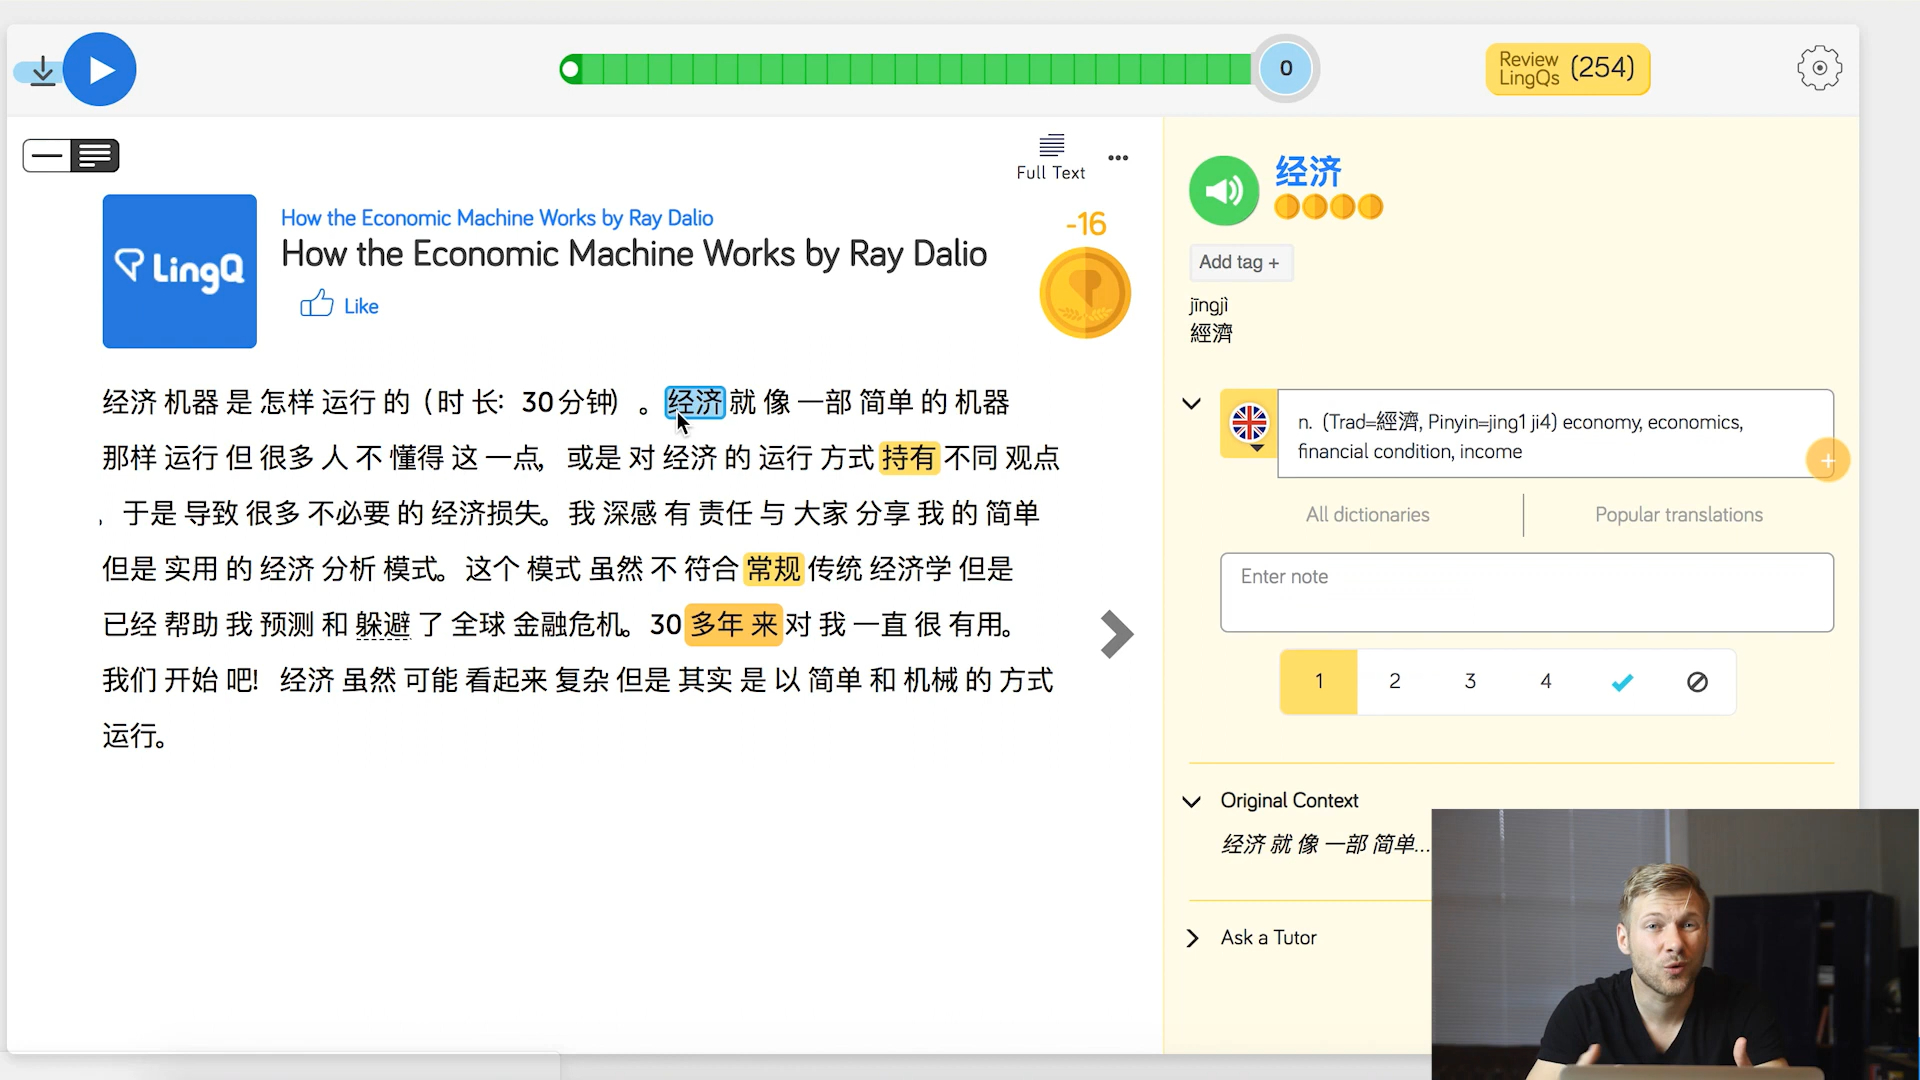 0
Review
LingQs (254)
Full Text
LingQ
How the Economic Machine Works by Ray Dalio
How the Economic Machine Works by Ray Dalio
Like
-16
经济 机器 是 怎样 运行 的（时 长: 30 分钟）。经济 就 像 一部 简单 的 机器
那样 运行 但 很多 人 不 懂得 这 一点, 或是 对 经济 的 运行 方式 持有 不同 观点
, 于是 导致 很多 不必要 的 经济损失。我 深感 有 责任 与 大家 分享 我 的 简单
但是 实用 的 经济 分析 模式。这个 模式 虽然 不 符合 常规 传统 经济学 但是
已经 帮助 我 预测 和 躲避 了 全球 金融危机。30 多年 来 对 我 一直 很 有用。
我们 开始 吧! 经济 虽然 可能 看起来 复杂 但是 其实 是 以 简单 和 机械 的 方式
运行。
经济
Add tag +
jīngjì
經濟
n. (Trad=經濟, Pinyin=jing1 ji4) economy, economics,
financial condition, income
+
All dictionaries
Popular translations
Enter note
1 2 3 4
Original Context
经济 就 像 一部 简单...
Ask a Tutor